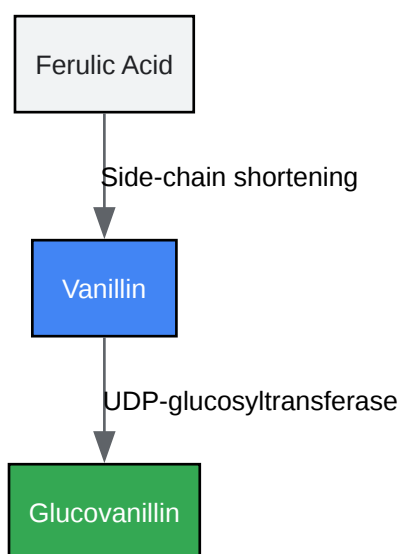 Ferulic Acid
Side-chain shortening
Vanillin
UDP-glucosyltransferase
Glucovanillin